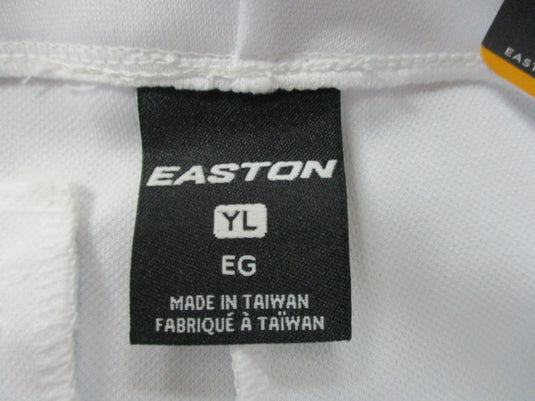 EASTON
YL
EG
MADE IN TAIWAN
FABRIQUÉ À TAÏWAN